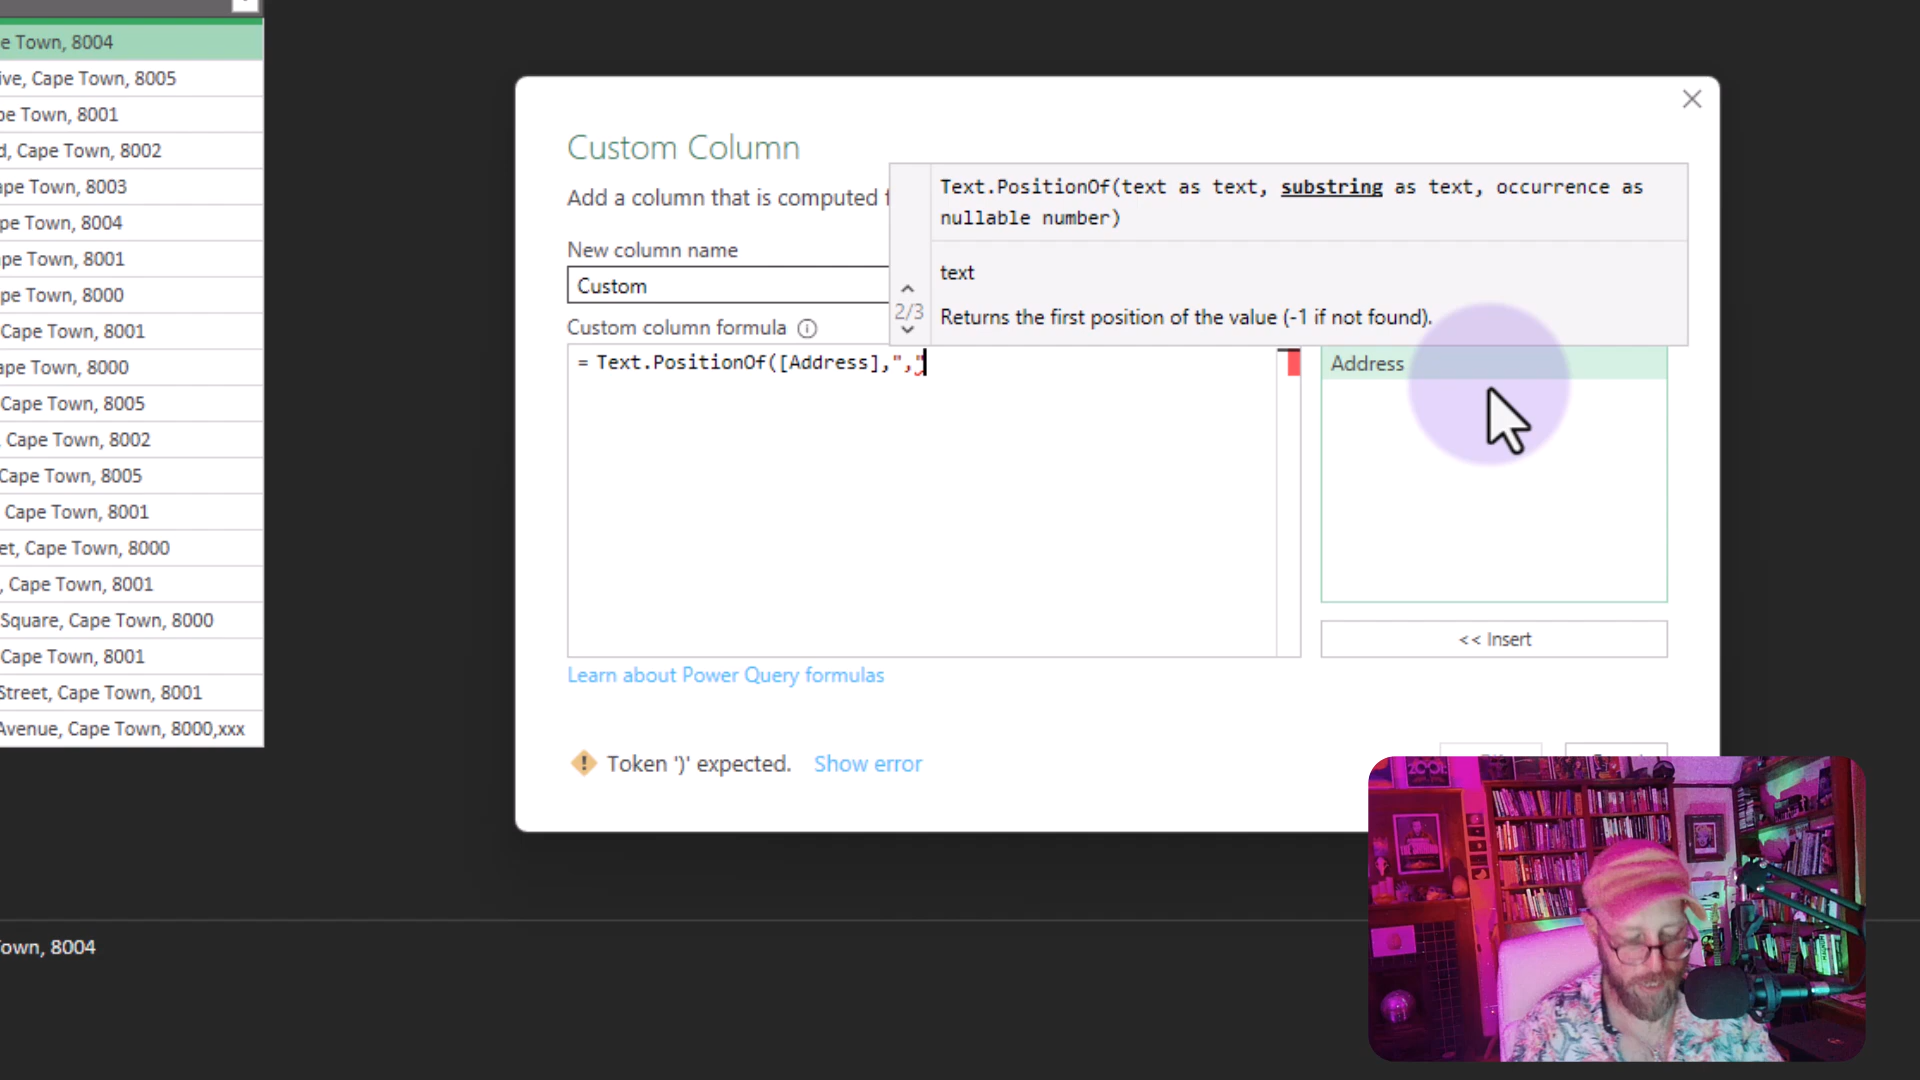 e Town, 8004
ive, Cape Town, 8005
pe Town, 8001
d, Cape Town, 8002
ape Town, 8003
pe Town, 8004
ape Town, 8001
pe Town, 8000
Cape Town, 8001
ape Town, 8000
Cape Town, 8005
, Cape Town, 8002
Cape Town, 8005
Cape Town, 8001
et, Cape Town, 8000
, Cape Town, 8001
Square, Cape Town, 8000
Cape Town, 8001
Street, Cape Town, 8001
Avenue, Cape Town, 8000,xxx
own, 8004
Custom Column
Add a column that is computed f
Text.PositionOf(text as text, substring as text, occurrence as
nullable number)
text
2/3
Returns the first position of the value (-1 if not found).
New column name
Custom
Custom column formula
= Text.PositionOf([Address],","
Address
<< Insert
Learn about Power Query formulas
Token ')' expected. Show error